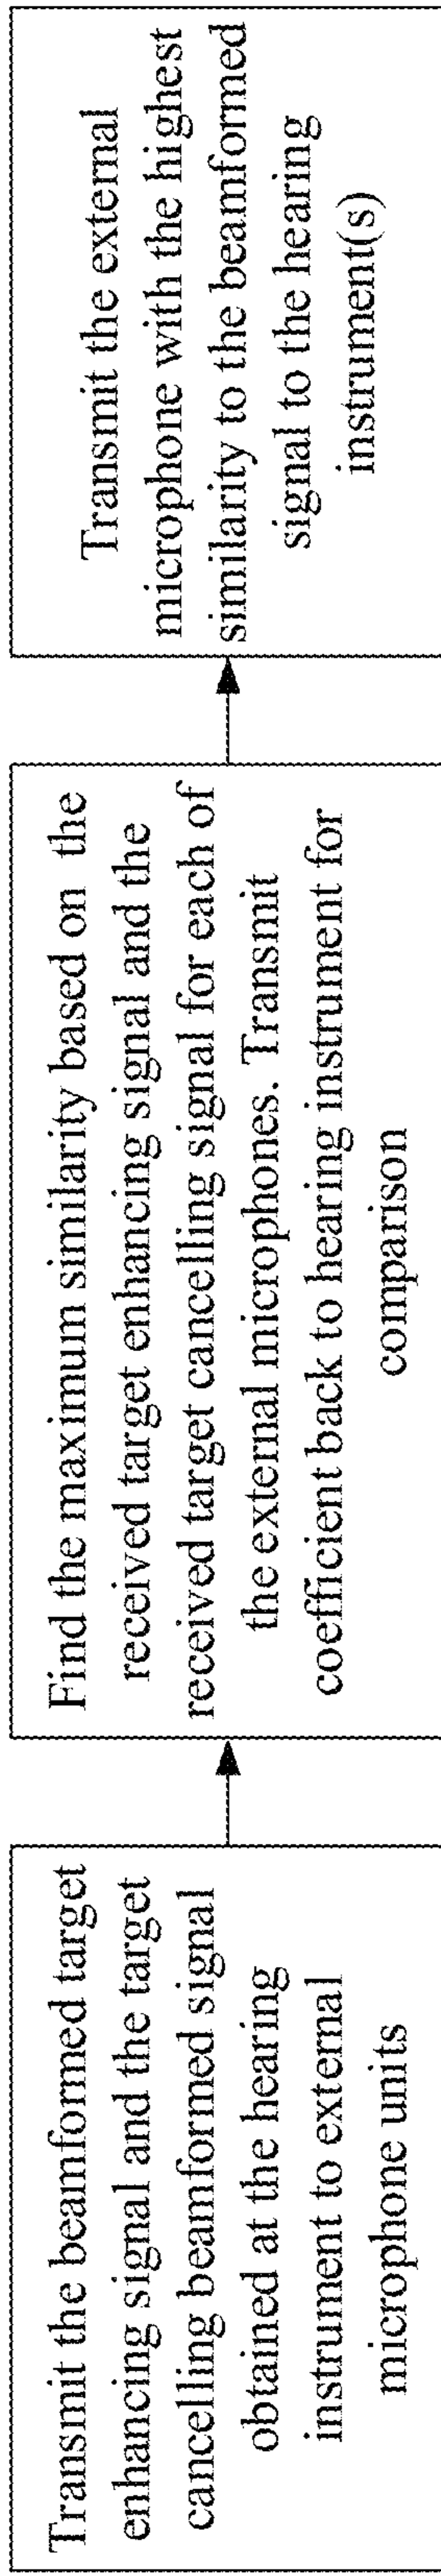 Transmit the beamformed target
enhancing signal and the target
cancelling beamformed signal
obtained at the hearing
instrument to external
microphone units
Find the maximum similarity based on the
received target enhancing signal and the
received target cancelling signal for each of
the external microphones. Transmit
coefficient back to hearing instrument for
comparison
Transmit the external
microphone with the highest
similarity to the beamformed
signal to the hearing
instrument(s)